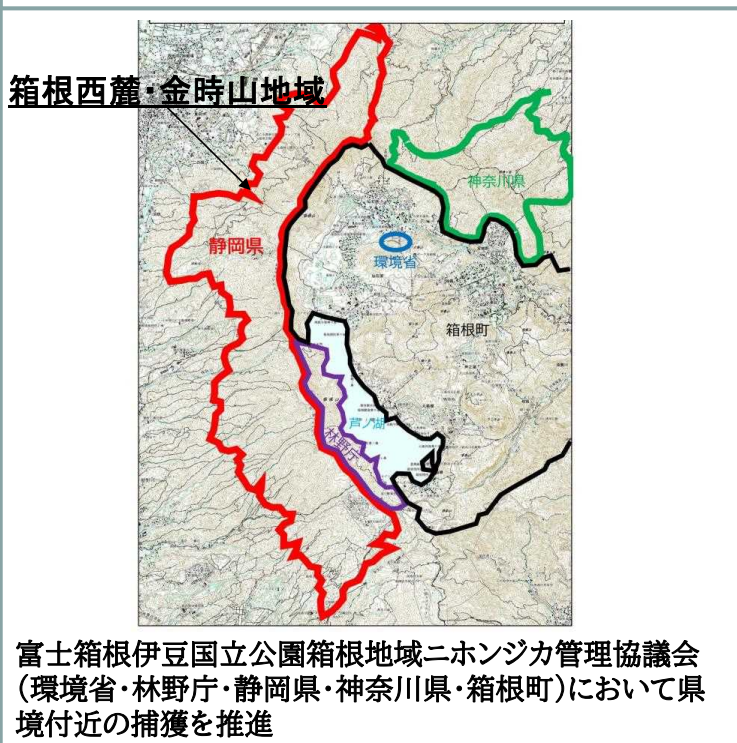 箱根西麓・金時山地域
神奈川県
静岡県
環境省
箱根町
芦ノ湖
林野庁
富士箱根伊豆国立公園箱根地域ニホンジカ管理協議会
（環境省・林野庁・静岡県・神奈川県・箱根町）において県
境付近の捕獲を推進